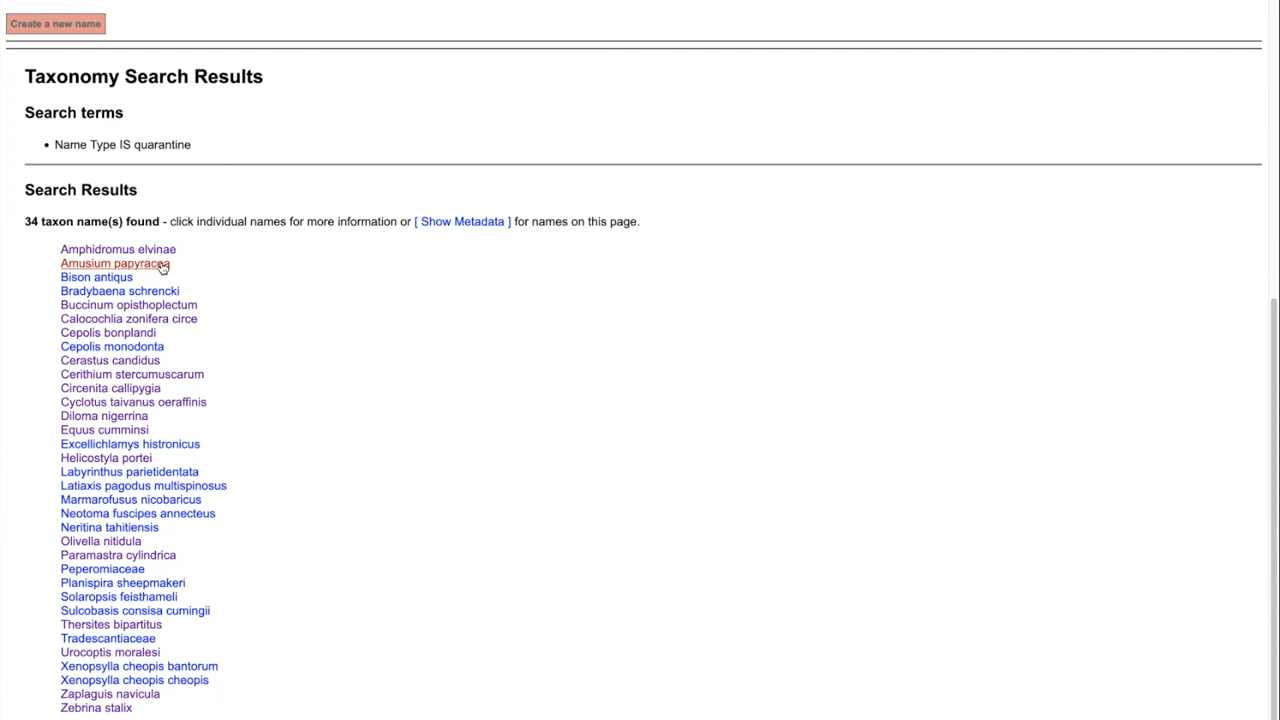 Create a new name
Taxonomy Search Results
Search terms
• Name Type IS quarantine
Search Results
34 taxon name(s) found - click individual names for more information or [ Show Metadata ] for names on this page.
Amphidromus elvinae
Amusium papyracea
Bison antiqus
Bradybaena schrencki
Buccinum opisthoplectum
Calocochlia zonifera circe
Cepolis bonplandi
Cepolis monodonta
Cerastus candidus
Cerithium stercumuscarum
Circenita callipygia
Cyclotus taivanus oeraffinis
Diloma nigerrina
Equus cumminsi
Excellichlamys histronicus
Helicostyla portei
Labyrinthus parietidentata
Latiaxis pagodus multispinosus
Marmarofusus nicobaricus
Neotoma fuscipes annecteus
Neritina tahitiensis
Olivella nitidula
Paramastra cylindrica
Peperomiaceae
Planispira sheepmakeri
Solaropsis feisthameli
Sulcobasis consisa cumingii
Thersites bipartitus
Tradescantiaceae
Urocoptis moralesi
Xenopsylla cheopis bantorum
Xenopsylla cheopis cheopis
Zaplaguis navicula
Zebrina stalix